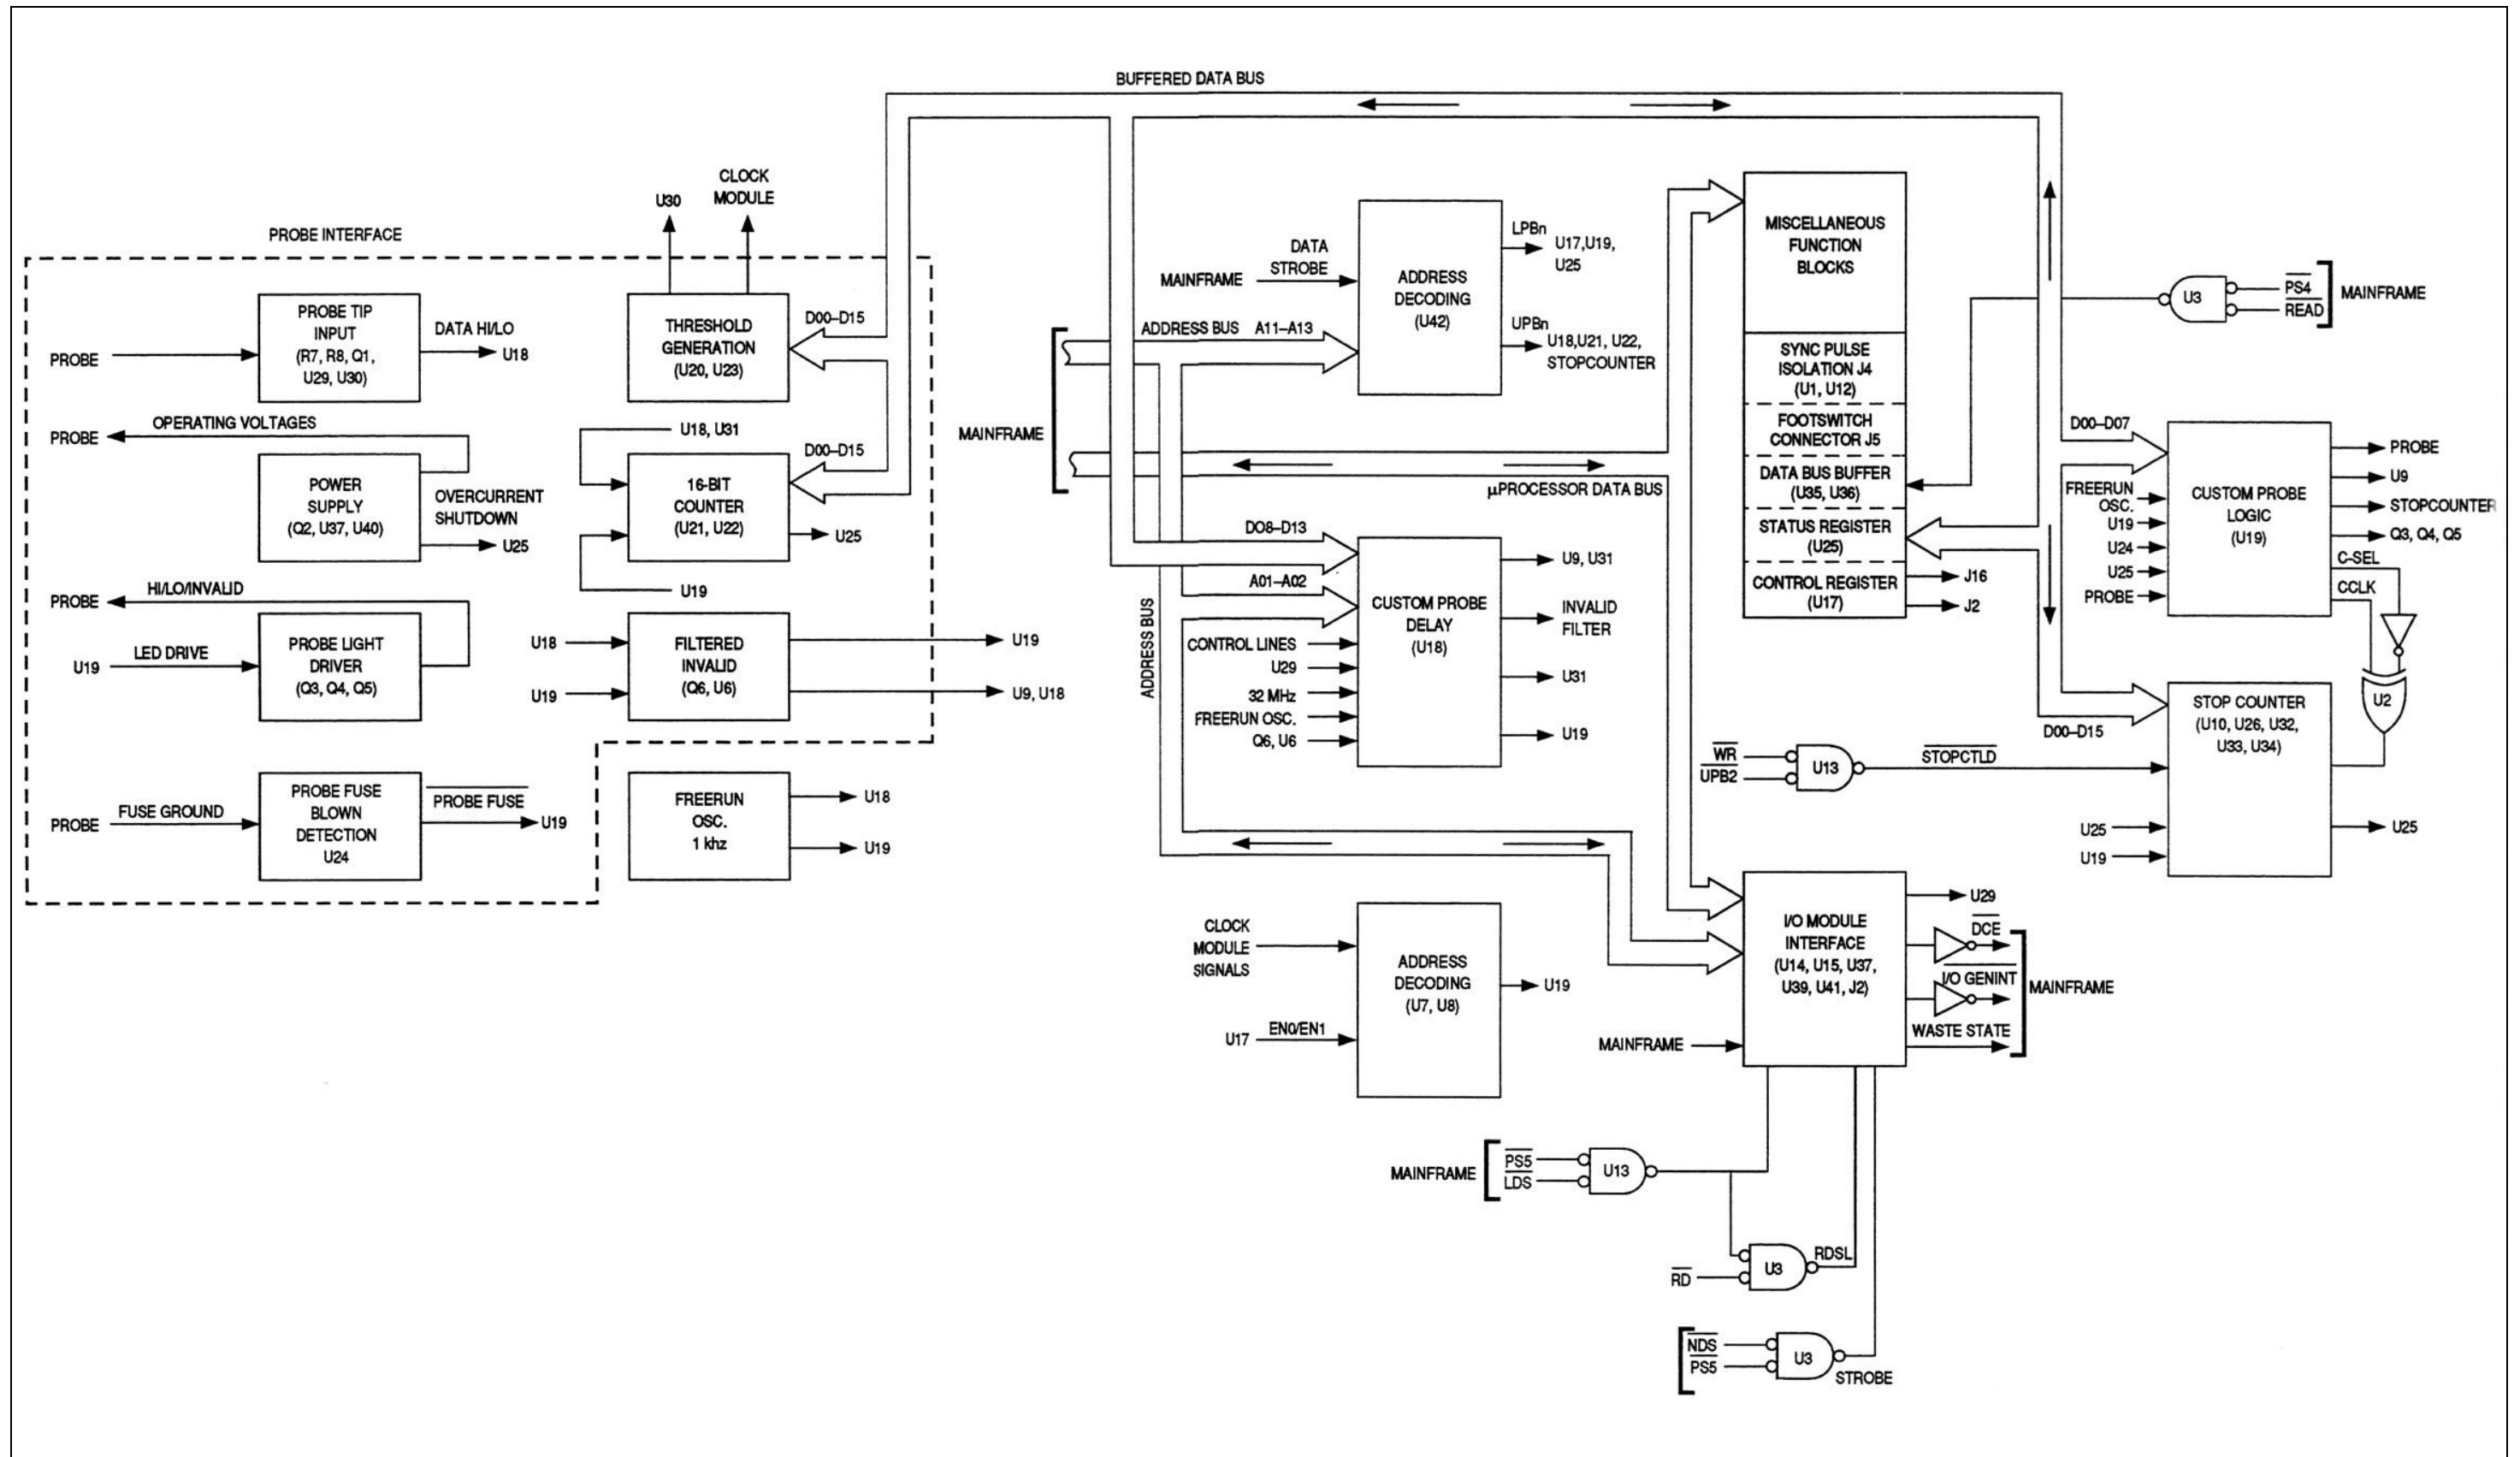 BUFFERED DATA BUS
PROBE INTERFACE
U30
CLOCK
MODULE
PROBE
PROBE TIP
INPUT
(R7, R8, Q1,
U29, U30)
DATA HI/LO
U18
THRESHOLD
GENERATION
(U20, U23)
D00–D15
PROBE
OPERATING VOLTAGES
POWER
SUPPLY
(Q2, U37, U40)
OVERCURRENT
SHUTDOWN
U25
U18, U31
16-BIT
COUNTER
(U21, U22)
D00–D15
U25
U19
PROBE
HI/LO/INVALID
U19
LED DRIVE
PROBE LIGHT
DRIVER
(Q3, Q4, Q5)
U18
U19
FILTERED
INVALID
(Q6, U6)
U19
U9, U18
PROBE
FUSE GROUND
PROBE FUSE
BLOWN
DETECTION
U24
PROBE FUSE
U19
FREERUN
OSC.
1 khz
U18
U19
MAINFRAME
DATA
STROBE
MAINFRAME
ADDRESS BUS A11–A13
ADDRESS
DECODING
(U42)
LPBn
U17,U19,
U25
UPBn
U18,U21, U22,
STOPCOUNTER
µPROCESSOR DATA BUS
DO8–D13
A01–A02
ADDRESS BUS
CONTROL LINES
U29
32 MHz
FREERUN OSC.
Q6, U6
CUSTOM PROBE
DELAY
(U18)
U9, U31
INVALID
FILTER
U31
U19
MISCELLANEOUS
FUNCTION
BLOCKS
SYNC PULSE
ISOLATION J4
(U1, U12)
FOOTSWITCH
CONNECTOR J5
DATA BUS BUFFER
(U35, U36)
STATUS REGISTER
(U25)
CONTROL REGISTER
(U17)
J16
J2
U3
PS4
READ
MAINFRAME
D00–D07
FREERUN
OSC.
U19
U24
U25
PROBE
CUSTOM PROBE
LOGIC
(U19)
PROBE
U9
STOPCOUNTER
Q3, Q4, Q5
C-SEL
CCLK
U2
WR
UPB2
U13
STOPCTLD
D00–D15
STOP COUNTER
(U10, U26, U32,
U33, U34)
U25
U19
U25
CLOCK
MODULE
SIGNALS
U17
EN0/EN1
ADDRESS
DECODING
(U7, U8)
U19
MAINFRAME
I/O MODULE
INTERFACE
(U14, U15, U37,
U39, U41, J2)
U29
DCE
I/O GENINT
WASTE STATE
MAINFRAME
MAINFRAME
PS5
LDS
U13
RD
U3
RDSL
NDS
PS5
U3
STROBE